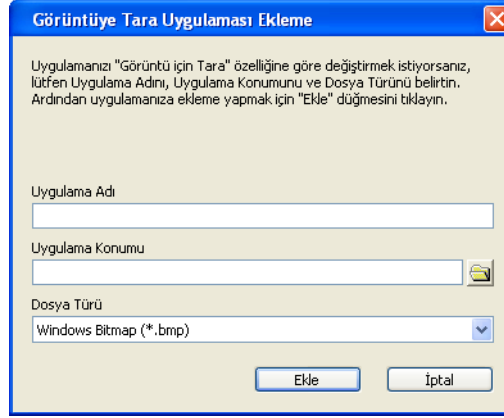 Görüntüye Tara Uygulaması Ekleme
Uygulamanızı "Görüntü için Tara" özelliğine göre değiştirmek istiyorsanız,
lütfen Uygulama Adını, Uygulama Konumunu ve Dosya Türünü belirtin.
Ardından uygulamanıza ekleme yapmak için "Ekle" düğmesini tıklayın.
Uygulama Adı
Uygulama Konumu
Dosya Türü
Windows Bitmap (*.bmp)
Ekle
İptal